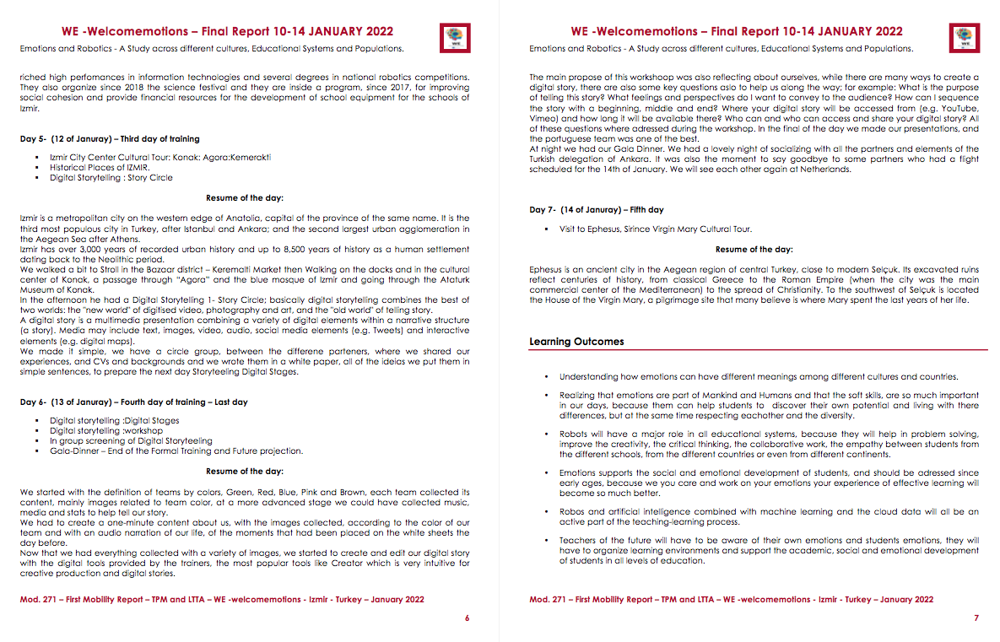 WE -Welcomemotions – Final Report 10-14 JANUARY 2022
Emotions and Robotics - A Study across different cultures, Educational Systems and Populations.
WE
riched high perfomances in information technologies and several degrees in national robotics competitions.
They also organize since 2018 the science festival and they are inside a program, since 2017, for improving
social cohesion and provide financial resources for the development of school equipment for the schools of
Izmir.
Day 5-  (12 of Januray) – Third day of training
▪ Izmir City Center Cultural Tour: Konak: Agora:Kemerakti
▪ Historical Places of IZMIR.
▪ Digital Storytelling : Story Circle
Resume of the day:
Izmir is a metropolitan city on the western edge of Anatolia, capital of the province of the same name. It is the
third most populous city in Turkey, after Istanbul and Ankara; and the second largest urban agglomeration in
the Aegean Sea after Athens.
Izmir has over 3,000 years of recorded urban history and up to 8,500 years of history as a human settlement
dating back to the Neolithic period.
We walked a bit to Stroll in the Bazaar district – Keremalti Market then Walking on the docks and in the cultural
center of Konak, a passage through "Agora" and the blue mosque of Izmir and going through the Ataturk
Museum of Konak.
In the afternoon he had a Digital Storytelling 1- Story Circle; basically digital storytelling combines the best of
two worlds: the "new world" of digitised video, photography and art, and the "old world" of telling story.
A digital story is a multimedia presentation combining a variety of digital elements within a narrative structure
(a story). Media may include text, images, video, audio, social media elements (e.g. Tweets) and interactive
elements (e.g. digital maps).
We made it simple, we have a circle group, between the differene parteners, where we shared our
experiences, and CVs and backgrounds and we wrote them in a white paper, all of the ideias we put them in
simple sentences, to prepare the next day Storyteeling Digital Stages.
Day 6-  (13 of Januray) – Fourth day of training – Last day
▪ Digital storytelling :Digital Stages
▪ Digital storytelling :workshop
▪ In group screening of Digital Storyteeling
▪ Gala-Dinner – End of the Formal Training and Future projection.
Resume of the day:
We started with the definition of teams by colors, Green, Red, Blue, Pink and Brown, each team collected its
content, mainly images related to team color, at a more advanced stage we could have collected music,
media and stats to help tell our story.
We had to create a one-minute content about us, with the images collected, according to the color of our
team and with an audio narration of our life, of the moments that had been placed on the white sheets the
day before.
Now that we had everything collected with a variety of images, we started to create and edit our digital story
with the digital tools provided by the trainers, the most popular tools like Creator which is very intuitive for
creative production and digital stories.
Mod. 271 – First Mobility Report – TPM and LTTA – WE -welcomemotions - Izmir - Turkey – January 2022
6
WE -Welcomemotions – Final Report 10-14 JANUARY 2022
Emotions and Robotics - A Study across different cultures, Educational Systems and Populations.
WE
The main propose of this workshoop was also reflecting about ourselves, while there are many ways to create a
digital story, there are also some key questions aslo to help us along the way; for example: What is the purpose
of telling this story? What feelings and perspectives do I want to convey to the audience? How can I sequence
the story with a beginning, middle and end? Where your digital story will be accessed from (e.g. YouTube,
Vimeo) and how long it will be available there? Who can and who can access and share your digital story? All
of these questions where adressed during the workshop. In the final of the day we made our presentations, and
the portuguese team was one of the best.
At night we had our Gala Dinner. We had a lovely night of socializing with all the partners and elements of the
Turkish delegation of Ankara. It was also the moment to say goodbye to some partners who had a flight
scheduled for the 14th of January. We will see each other again at Netherlands.
Day 7-  (14 of Januray) – Fifth day
▪ Visit to Ephesus, Sirince Virgin Mary Cultural Tour.
Resume of the day:
Ephesus is an ancient city in the Aegean region of central Turkey, close to modern Selçuk. Its excavated ruins
reflect centuries of history, from classical Greece to the Roman Empire (when the city was the main
commercial center of the Mediterranean) to the spread of Christianity. To the southwest of Selçuk is located
the House of the Virgin Mary, a pilgrimage site that many believe is where Mary spent the last years of her life.
Learning Outcomes
• Understanding how emotions can have different meanings among different cultures and countries.
• Realizing that emotions are part of Mankind and Humans and that the soft skills, are so much important
in our days, because them can help students to  discover their own potential and living with there
differences, but at the same time respecting eachother and the diversity.
• Robots will have a major role in all educational systems, because they will help in problem solving,
improve the creativity, the critical thinking, the collaborative work, the empathy between students from
the different schools, from the different countries or even from different continents.
• Emotions supports the social and emotional development of students, and should be adressed since
early ages, because we you care and work on your emotions your experience of effective learning will
become so much better.
• Robos and artificial intelligence combined with machine learning and the cloud data will all be an
active part of the teaching-learning process.
• Teachers of the future will have to be aware of their own emotions and students emotions, they will
have to organize learning environments and support the academic, social and emotional development
of students in all levels of education.
Mod. 271 – First Mobility Report – TPM and LTTA – WE -welcomemotions - Izmir - Turkey – January 2022
7